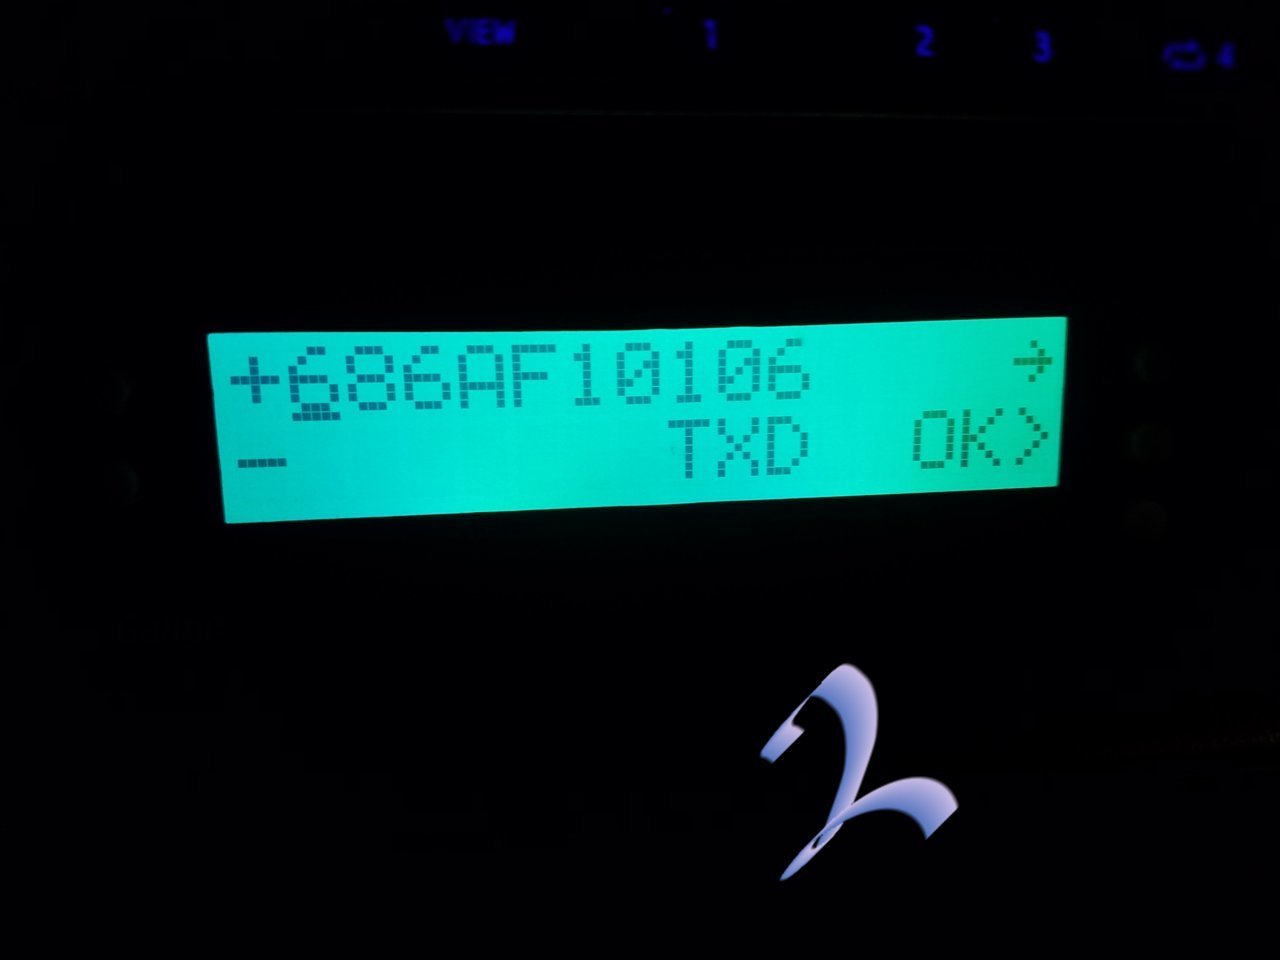 VIEW 1 2 3 4
+686AF10106 →
- TXD OK>
2